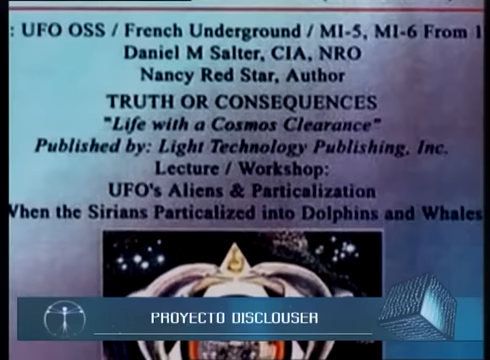 : UFO OSS / French Underground / MI-5, MI-6 From 1
Daniel M Salter, CIA, NRO
Nancy Red Star, Author
TRUTH OR CONSEQUENCES
"Life with a Cosmos Clearance"
Published by: Light Technology Publishing, Inc.
Lecture / Workshop:
UFO's Aliens & Particalization
When the Sirians Particalized into Dolphins and Whales
PROYECTO DISCLOUSER